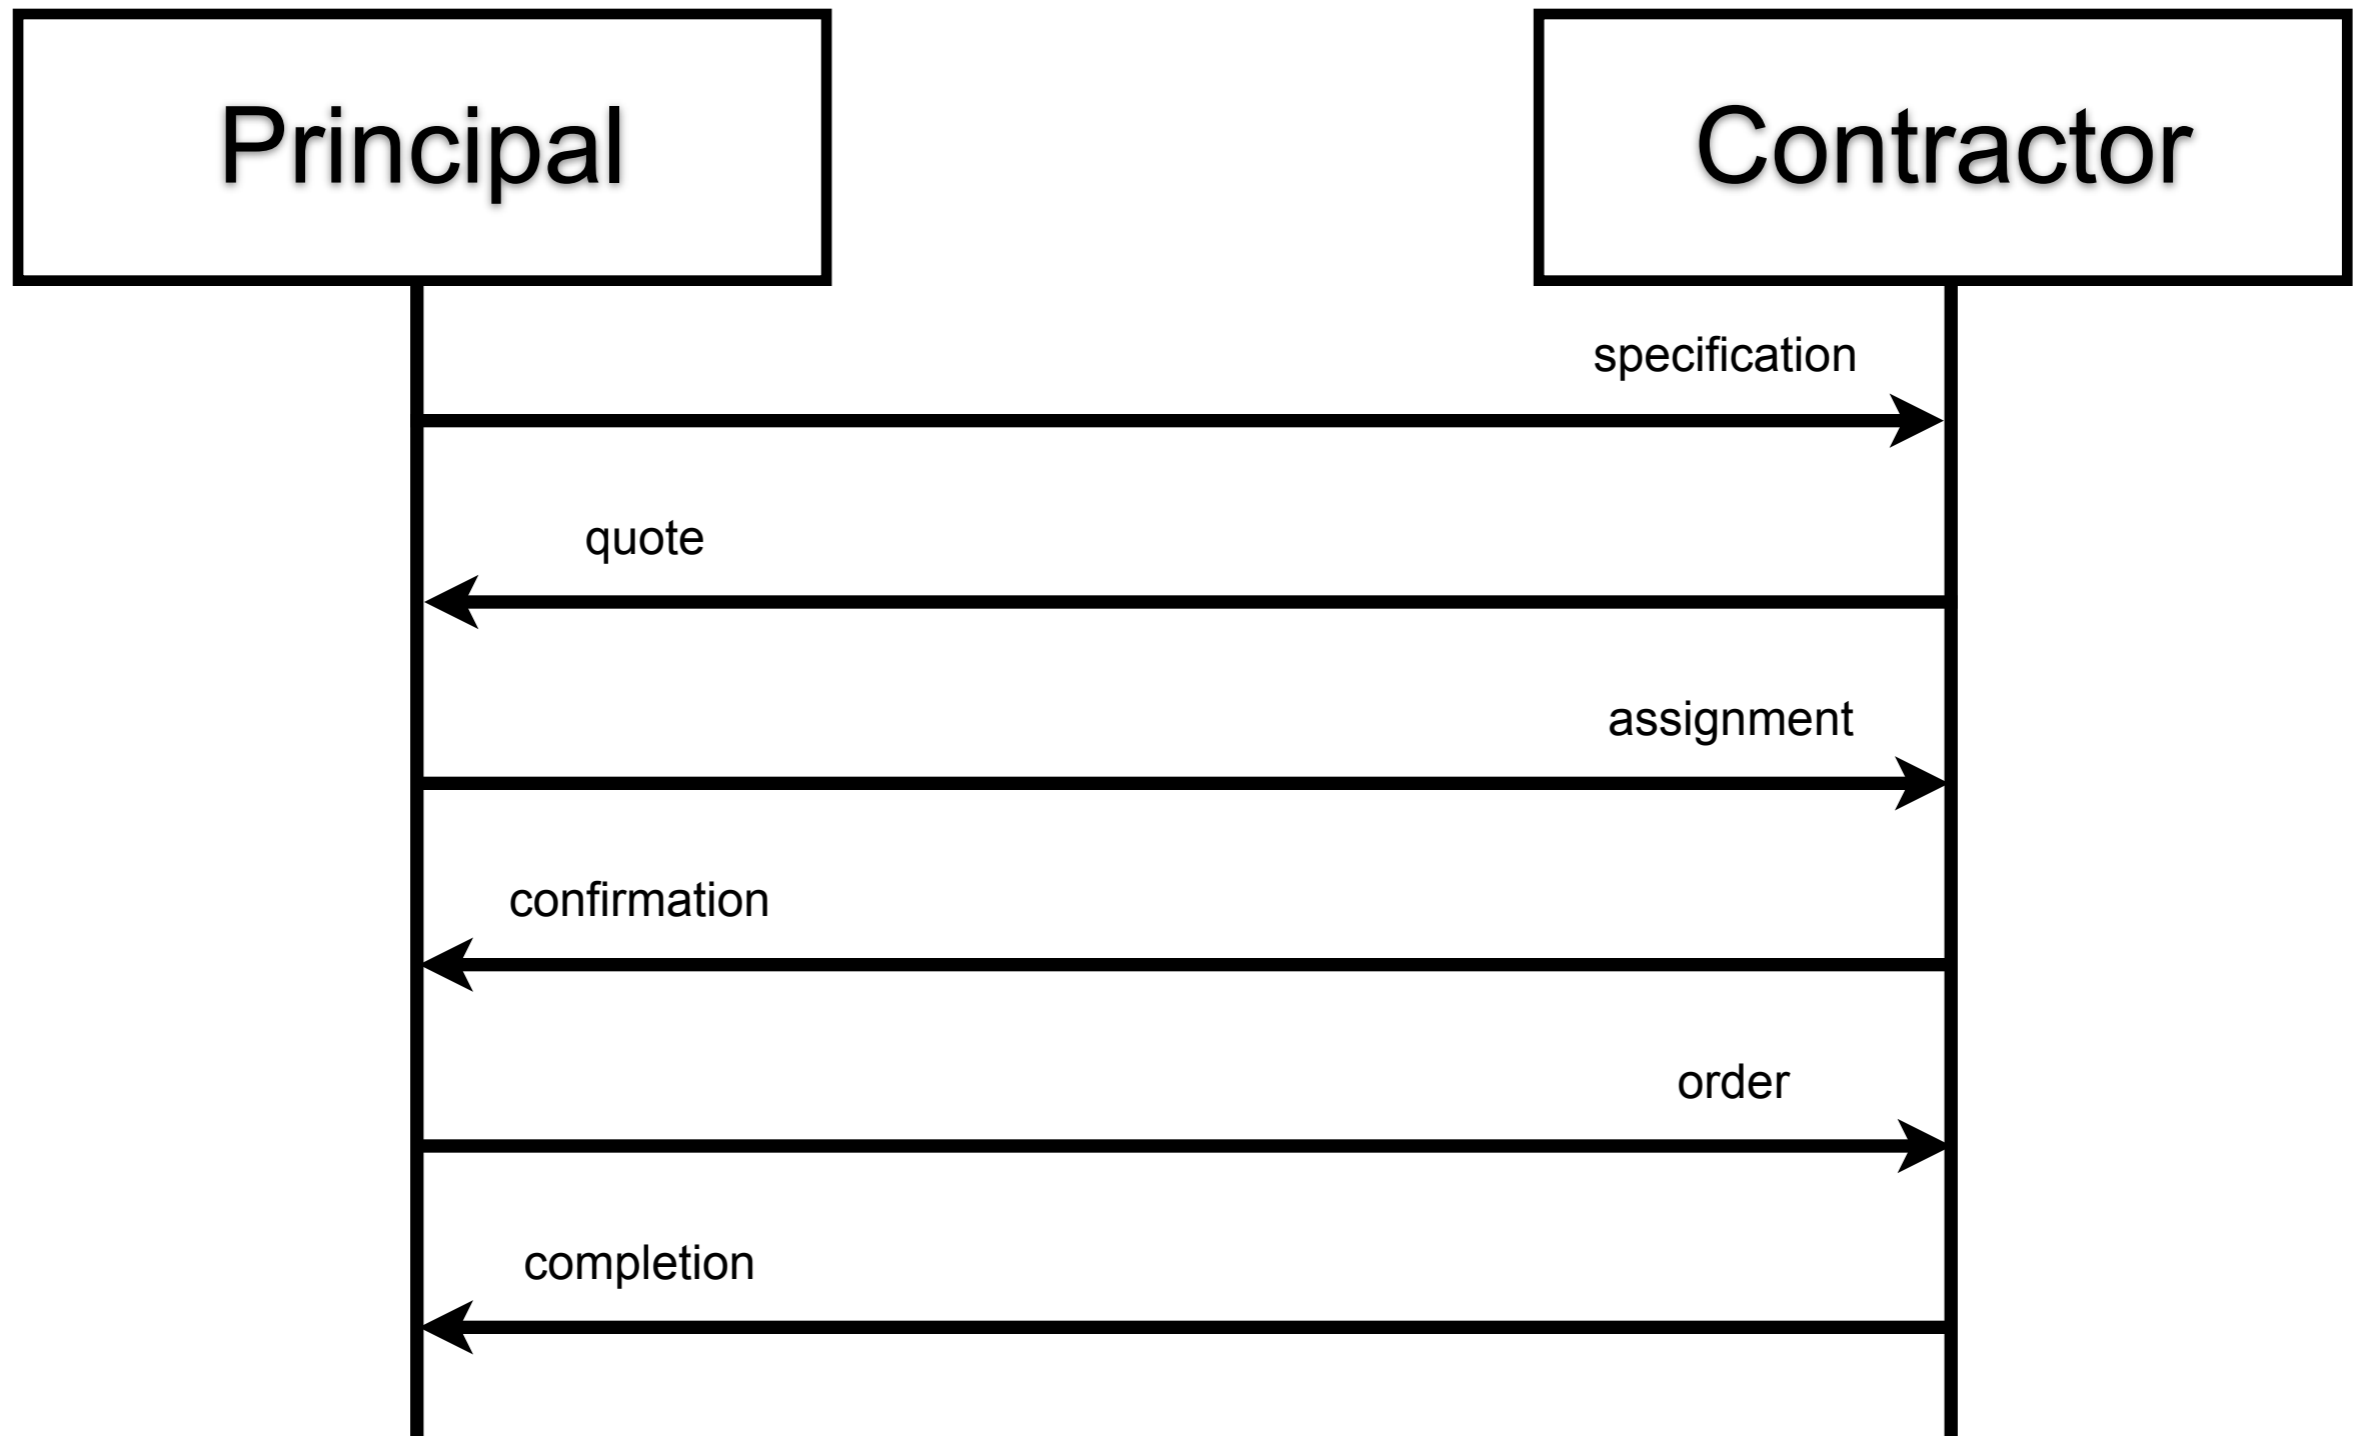 Principal
Contractor
specification
quote
assignment
confirmation
order
completion